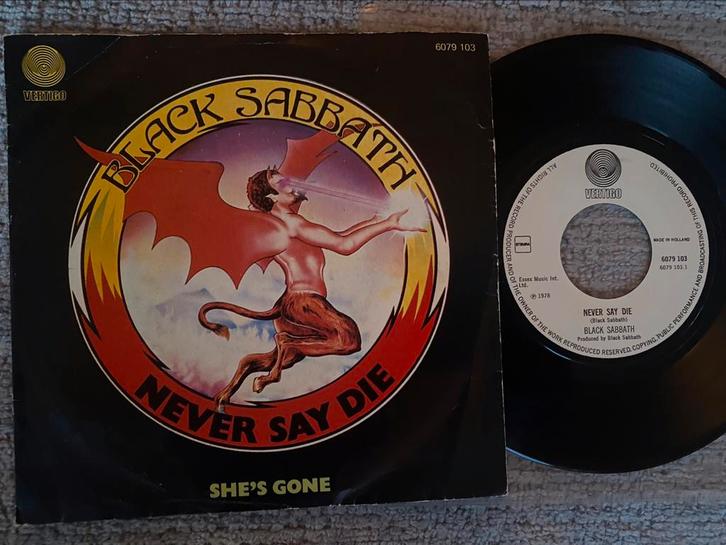 6079 103
VERTIGO
BLACK SABBATH
NEVER SAY DIE
SHE'S GONE
VERTIGO
STEMRA
MADE IN HOLLAND
6079 103
6079 103.1
Essex Music Int.
Ltd.
℗ 1978
NEVER SAY DIE
(Black Sabbath)
BLACK SABBATH
Produced by Black Sabbath
ALL RIGHTS OF THE RECORD PRODUCER AND OF THE OWNER OF THE WORK REPRODUCED RESERVED. COPYING, PUBLIC PERFORMANCE AND BROADCASTING OF THIS RECORD PROHIBITED